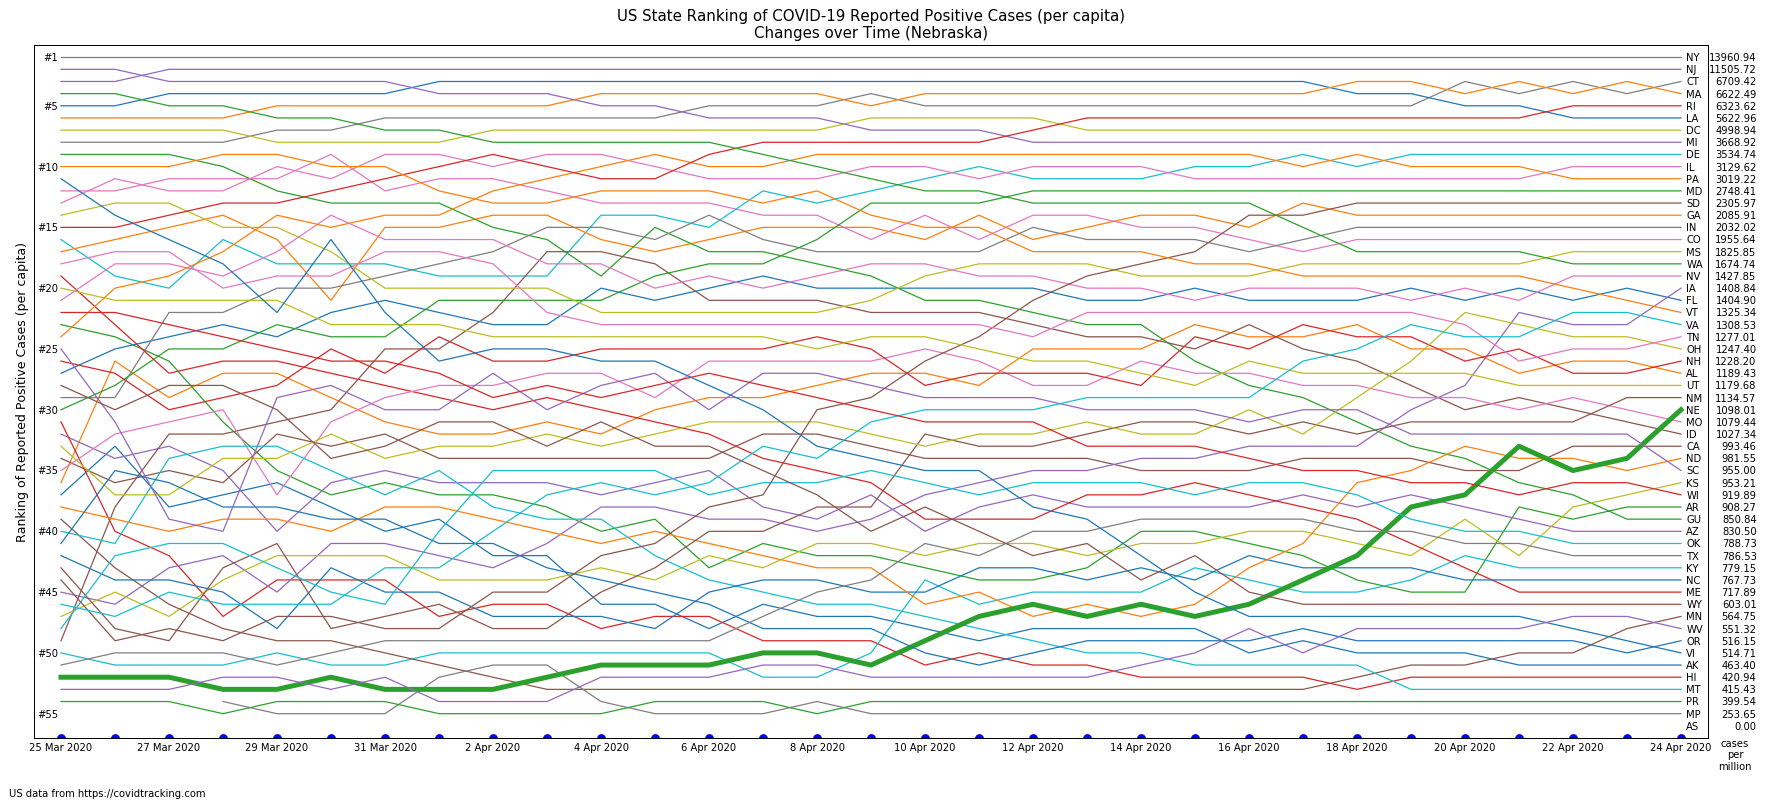 US State Ranking of COVID-19 Reported Positive Cases (per capita)
Changes over Time (Nebraska)
Ranking of Reported Positive Cases (per capita)
#1
#5
#10
#15
#20
#25
#30
#35
#40
#45
#50
#55
NY 13960.94
NJ 11505.72
CT 6709.42
MA 6622.49
RI 6323.62
LA 5622.96
DC 4998.94
MI 3668.92
DE 3534.74
IL 3129.62
PA 3019.22
MD 2748.41
SD 2305.97
GA 2085.91
IN 2032.02
CO 1955.64
MS 1825.85
WA 1674.74
NV 1427.85
IA 1408.84
FL 1404.90
VT 1325.34
VA 1308.53
TN 1277.01
OH 1247.40
NH 1228.20
AL 1189.43
UT 1179.68
NM 1134.57
NE 1098.01
MO 1079.44
ID 1027.34
CA 993.46
ND 981.55
SC 955.00
KS 953.21
WI 919.89
AR 908.27
GU 850.84
AZ 830.50
OK 788.73
TX 786.53
KY 779.15
NC 767.73
ME 717.89
WY 603.01
MN 564.75
WV 551.32
OR 516.15
VI 514.71
AK 463.40
HI 420.94
MT 415.43
PR 399.54
MP 253.65
AS 0.00
25 Mar 2020 27 Mar 2020 29 Mar 2020 31 Mar 2020 2 Apr 2020 4 Apr 2020 6 Apr 2020 8 Apr 2020 10 Apr 2020 12 Apr 2020 14 Apr 2020 16 Apr 2020 18 Apr 2020 20 Apr 2020 22 Apr 2020 24 Apr 2020
cases
per
million
US data from https://covidtracking.com